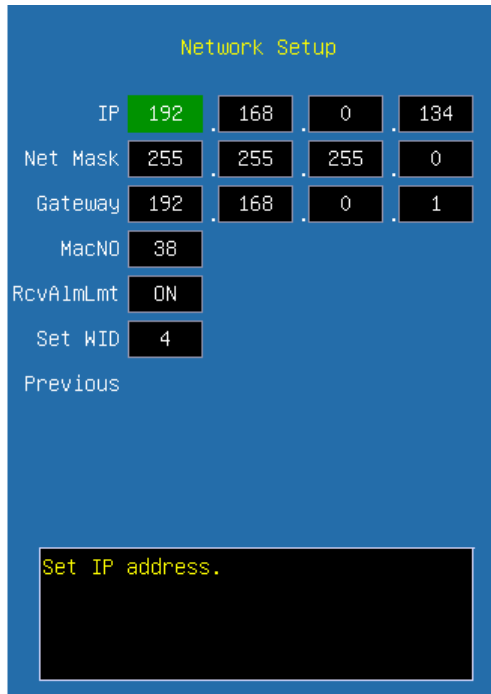 Network Setup
IP 192 . 168 . 0 . 134
Net Mask 255 . 255 . 255 . 0
Gateway 192 . 168 . 0 . 1
MacNO 38
RcvAlmLmt ON
Set WID 4
Previous
Set IP address.